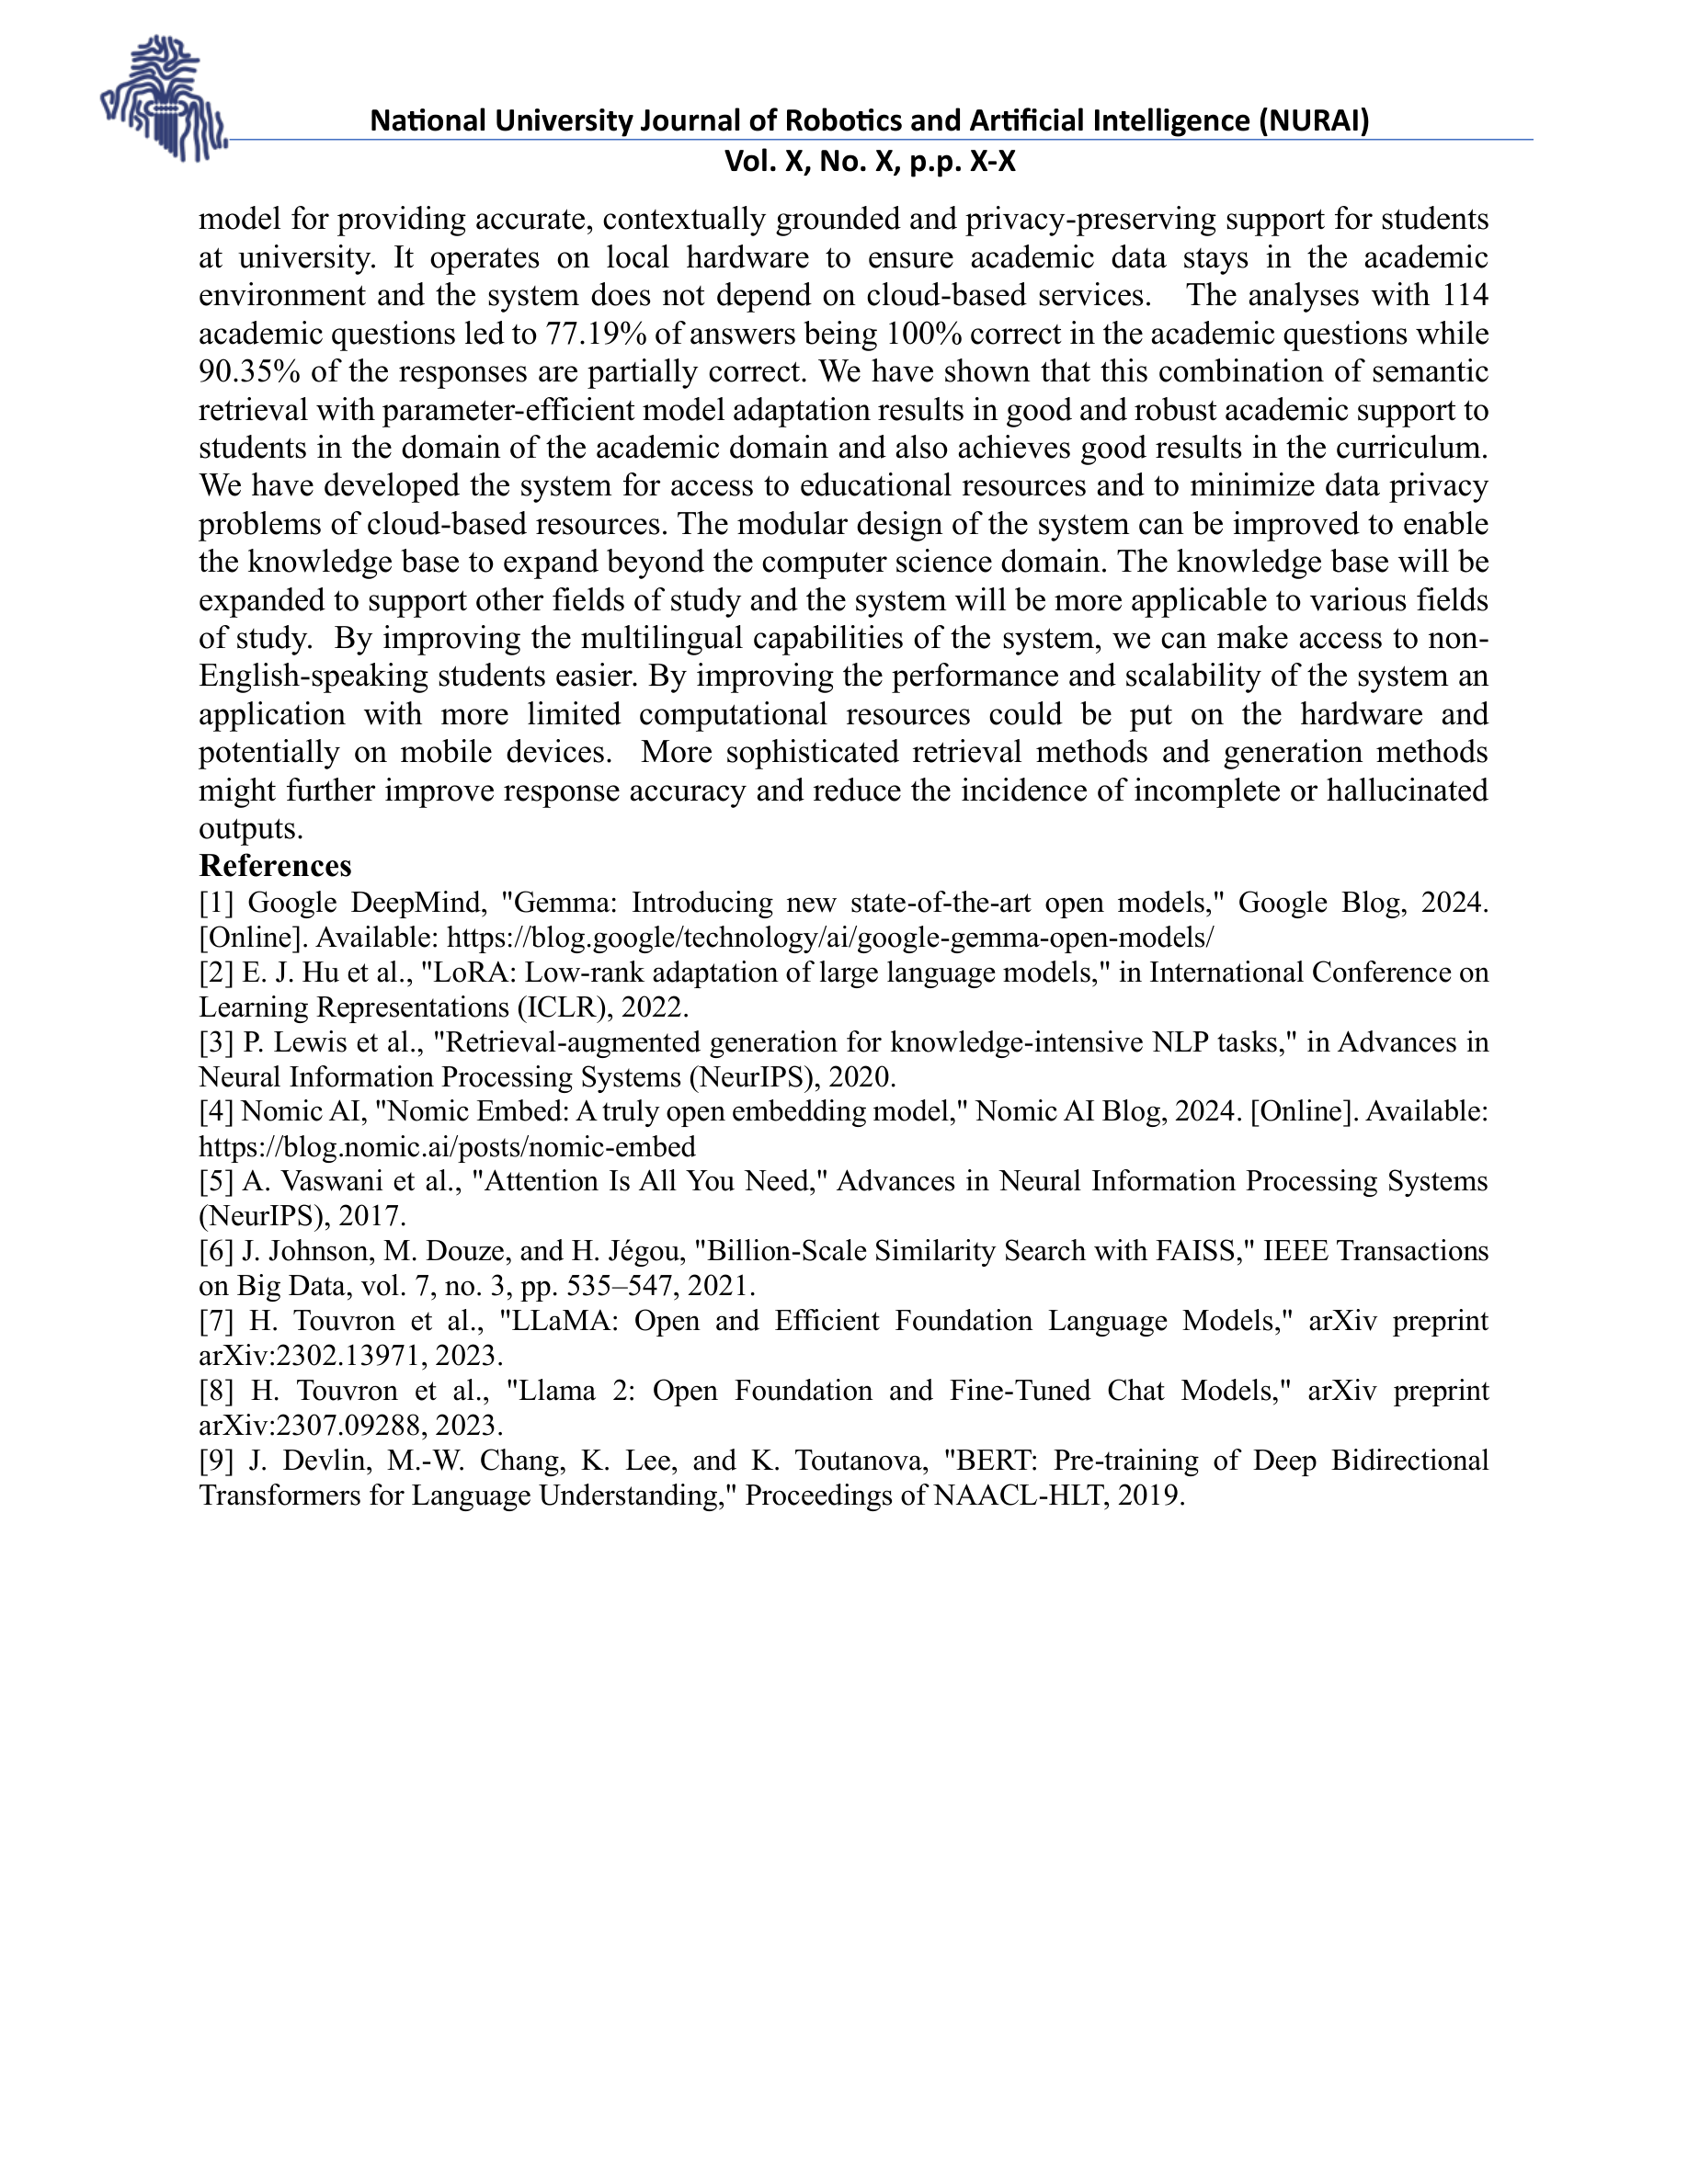 National University Journal of Robotics and Artificial Intelligence (NURAI)
Vol. X, No. X, p.p. X-X
model for providing accurate, contextually grounded and privacy-preserving support for students
at university. It operates on local hardware to ensure academic data stays in the academic
environment and the system does not depend on cloud-based services. The analyses with 114
academic questions led to 77.19% of answers being 100% correct in the academic questions while
90.35% of the responses are partially correct. We have shown that this combination of semantic
retrieval with parameter-efficient model adaptation results in good and robust academic support to
students in the domain of the academic domain and also achieves good results in the curriculum.
We have developed the system for access to educational resources and to minimize data privacy
problems of cloud-based resources. The modular design of the system can be improved to enable
the knowledge base to expand beyond the computer science domain. The knowledge base will be
expanded to support other fields of study and the system will be more applicable to various fields
of study. By improving the multilingual capabilities of the system, we can make access to non-
English-speaking students easier. By improving the performance and scalability of the system an
application with more limited computational resources could be put on the hardware and
potentially on mobile devices. More sophisticated retrieval methods and generation methods
might further improve response accuracy and reduce the incidence of incomplete or hallucinated
outputs.
References
[1] Google DeepMind, "Gemma: Introducing new state-of-the-art open models," Google Blog, 2024.
[Online]. Available: https://blog.google/technology/ai/google-gemma-open-models/
[2] E. J. Hu et al., "LoRA: Low-rank adaptation of large language models," in International Conference on
Learning Representations (ICLR), 2022.
[3] P. Lewis et al., "Retrieval-augmented generation for knowledge-intensive NLP tasks," in Advances in
Neural Information Processing Systems (NeurIPS), 2020.
[4] Nomic AI, "Nomic Embed: A truly open embedding model," Nomic AI Blog, 2024. [Online]. Available:
https://blog.nomic.ai/posts/nomic-embed
[5] A. Vaswani et al., "Attention Is All You Need," Advances in Neural Information Processing Systems
(NeurIPS), 2017.
[6] J. Johnson, M. Douze, and H. Jégou, "Billion-Scale Similarity Search with FAISS," IEEE Transactions
on Big Data, vol. 7, no. 3, pp. 535–547, 2021.
[7] H. Touvron et al., "LLaMA: Open and Efficient Foundation Language Models," arXiv preprint
arXiv:2302.13971, 2023.
[8] H. Touvron et al., "Llama 2: Open Foundation and Fine-Tuned Chat Models," arXiv preprint
arXiv:2307.09288, 2023.
[9] J. Devlin, M.-W. Chang, K. Lee, and K. Toutanova, "BERT: Pre-training of Deep Bidirectional
Transformers for Language Understanding," Proceedings of NAACL-HLT, 2019.